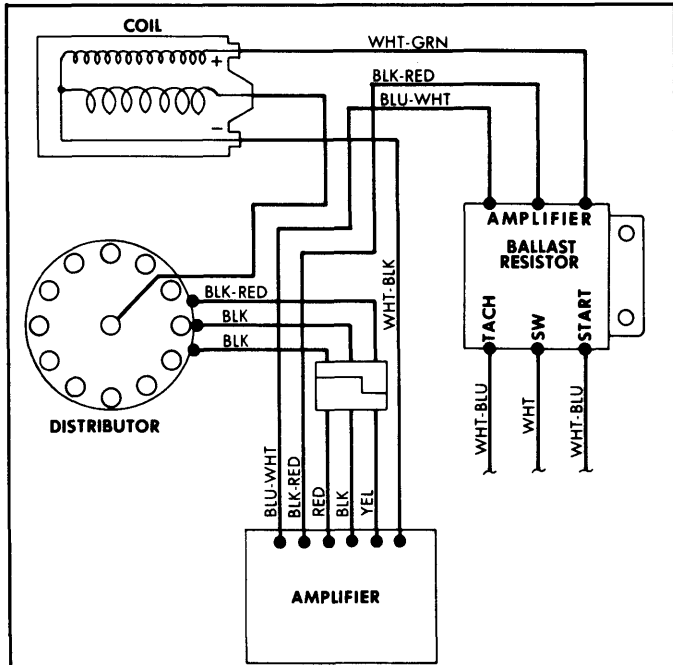 COIL
WHT-GRN
+
BLK-RED
BLU-WHT
−
AMPLIFIER
BALLAST
RESISTOR
TACH
SW
START
WHT-BLK
BLK-RED
BLK
BLK
DISTRIBUTOR
WHT-BLU
WHT
WHT-BLU
BLU-WHT
BLK-RED
RED
BLK
YEL
AMPLIFIER